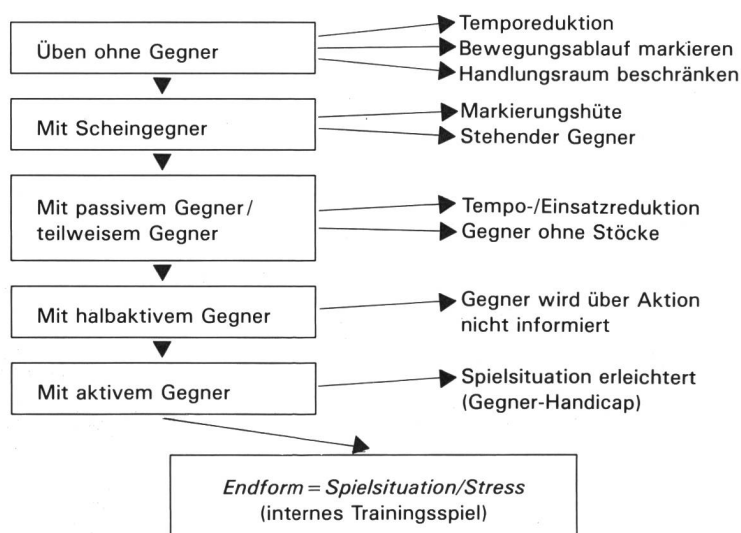 Üben ohne Gegner
Temporeduktion
Bewegungsablauf markieren
Handlungsraum beschränken
Mit Scheingegner
Markierungshüte
Stehender Gegner
Mit passivem Gegner/
teilweisem Gegner
Tempo-/Einsatzreduktion
Gegner ohne Stöcke
Mit halbaktivem Gegner
Gegner wird über Aktion
nicht informiert
Mit aktivem Gegner
Spielsituation erleichtert
(Gegner-Handicap)
Endform = Spielsituation/Stress
(internes Trainingsspiel)